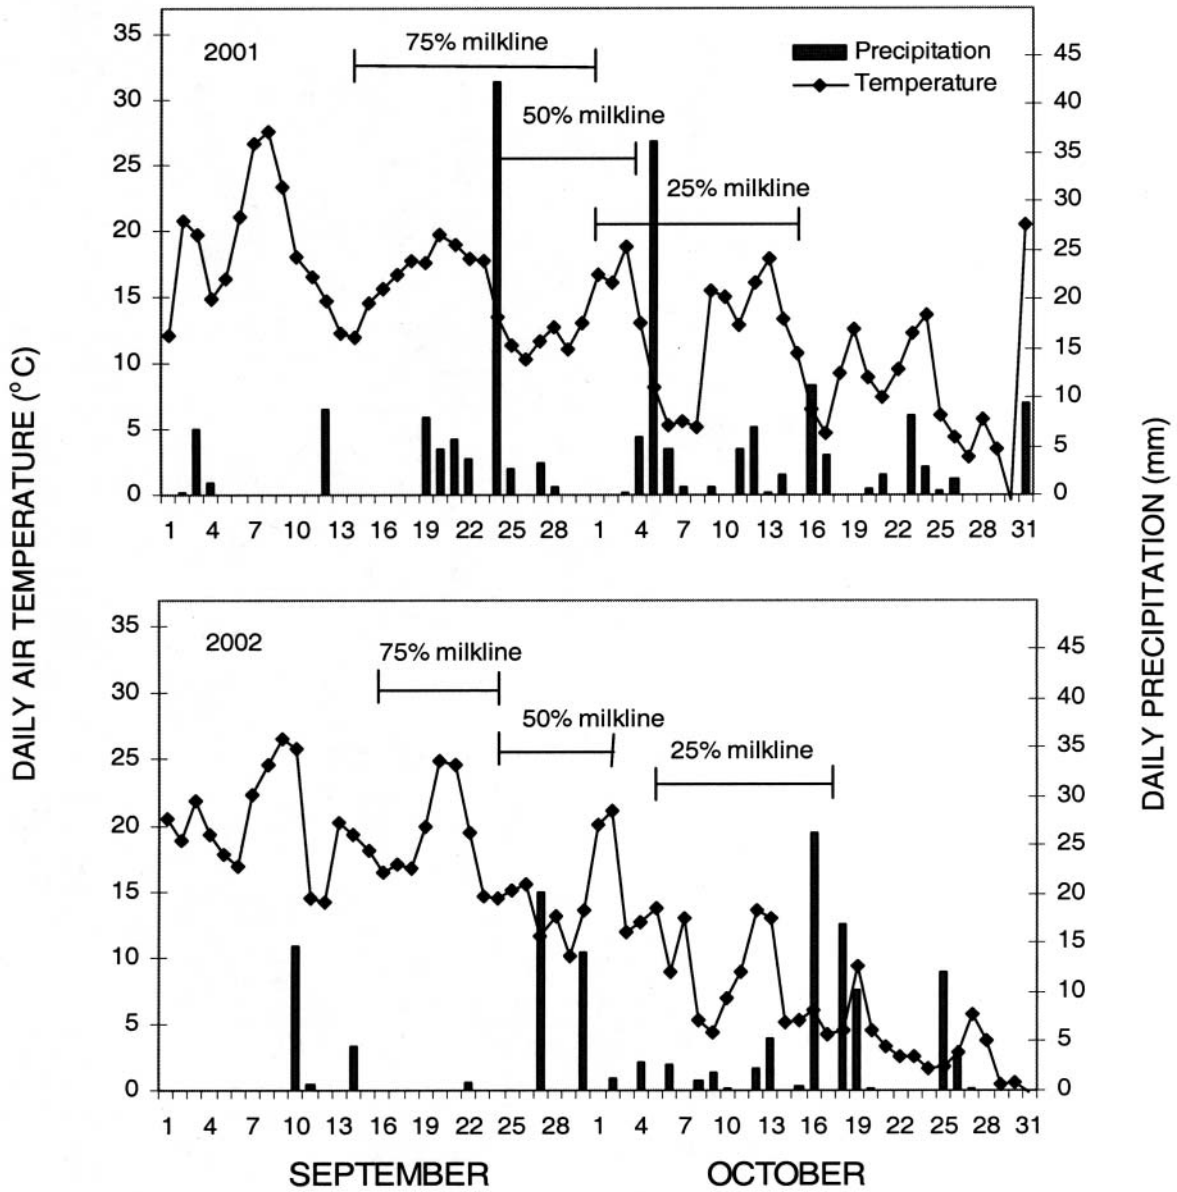 DAILY AIR TEMPERATURE (°C)
DAILY PRECIPITATION (mm)
2001
75% milkline
50% milkline
25% milkline
Precipitation
Temperature
35
30
25
20
15
10
5
0
45
40
35
30
25
20
15
10
5
0
1 4 7 10 13 16 19 22 25 28 1 4 7 10 13 16 19 22 25 28 31
2002
75% milkline
50% milkline
25% milkline
35
30
25
20
15
10
5
0
45
40
35
30
25
20
15
10
5
0
1 4 7 10 13 16 19 22 25 28 1 4 7 10 13 16 19 22 25 28 31
SEPTEMBER OCTOBER